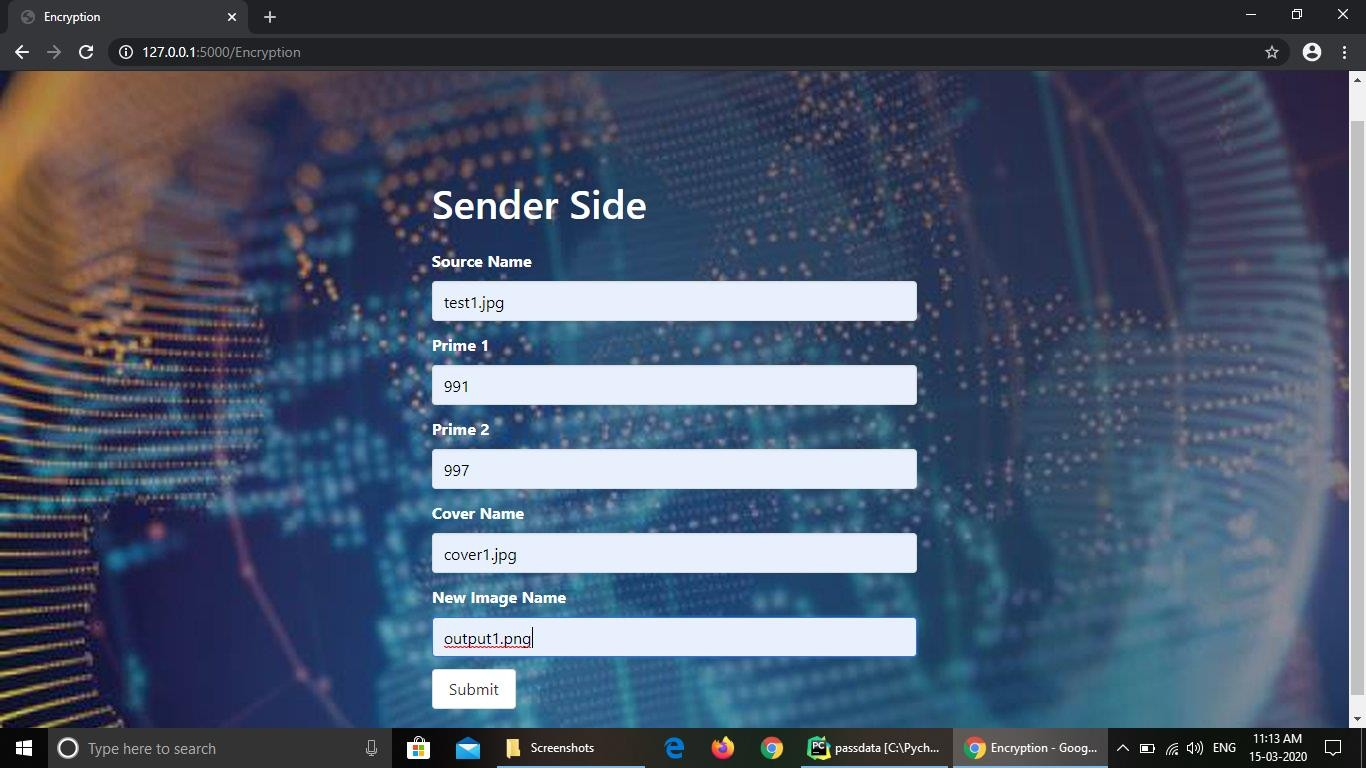 Encryption
127.0.0.1:5000/Encryption
Sender Side
Source Name
test1.jpg
Prime 1
991
Prime 2
997
Cover Name
cover1.jpg
New Image Name
output1.png
Submit
Type here to search
Screenshots
PC
passdata [C:\Pych...
Encryption - Goog...
ENG
11:13 AM
15-03-2020